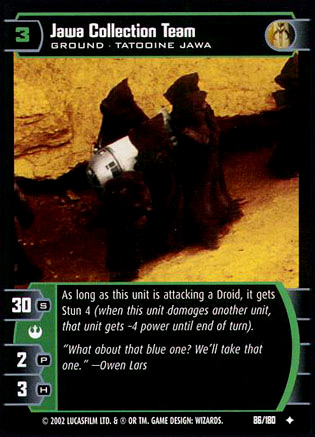 3 Jawa Collection Team
GROUND · TATOOINE JAWA
As long as this unit is attacking a Droid, it gets
30 S Stun 4 (when this unit damages another unit,
that unit gets -4 power until end of turn).
2 P "What about that blue one? We'll take that
3 H one." —Owen Lars
© 2002 LUCASFILM LTD. & ® OR TM. GAME DESIGN: WIZARDS. 86/180